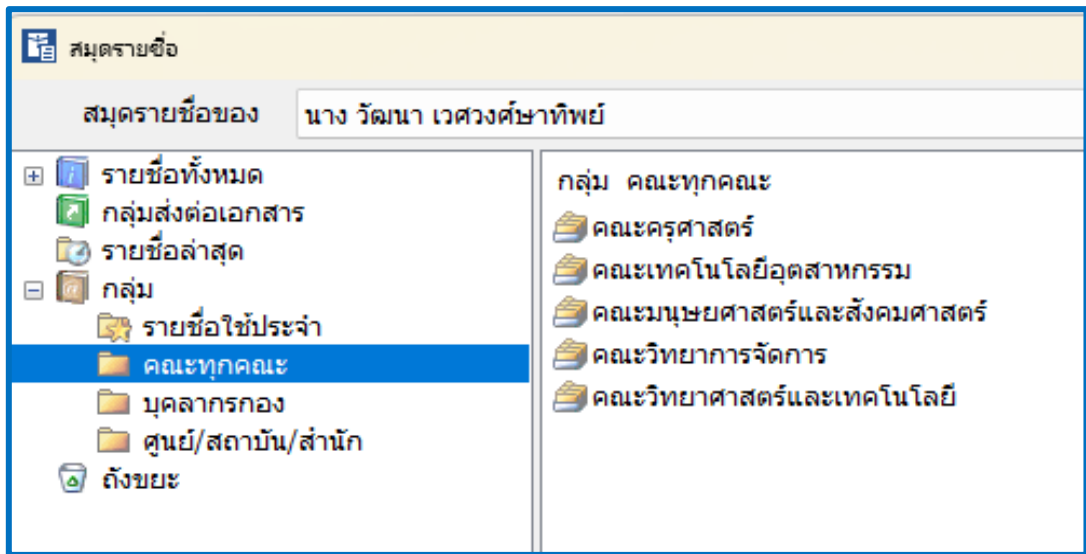 สมุดรายชื่อ
สมุดรายชื่อของ นาง วัฒนา เวศวงศ์ษาทิพย์
รายชื่อทั้งหมด
กลุ่มส่งต่อเอกสาร
รายชื่อล่าสุด
กลุ่ม
รายชื่อใช้ประจำ
คณะทุกคณะ
บุคลากรกอง
ศูนย์/สถาบัน/สำนัก
ถังขยะ
กลุ่ม คณะทุกคณะ
คณะครุศาสตร์
คณะเทคโนโลยีอุตสาหกรรม
คณะมนุษยศาสตร์และสังคมศาสตร์
คณะวิทยาการจัดการ
คณะวิทยาศาสตร์และเทคโนโลยี